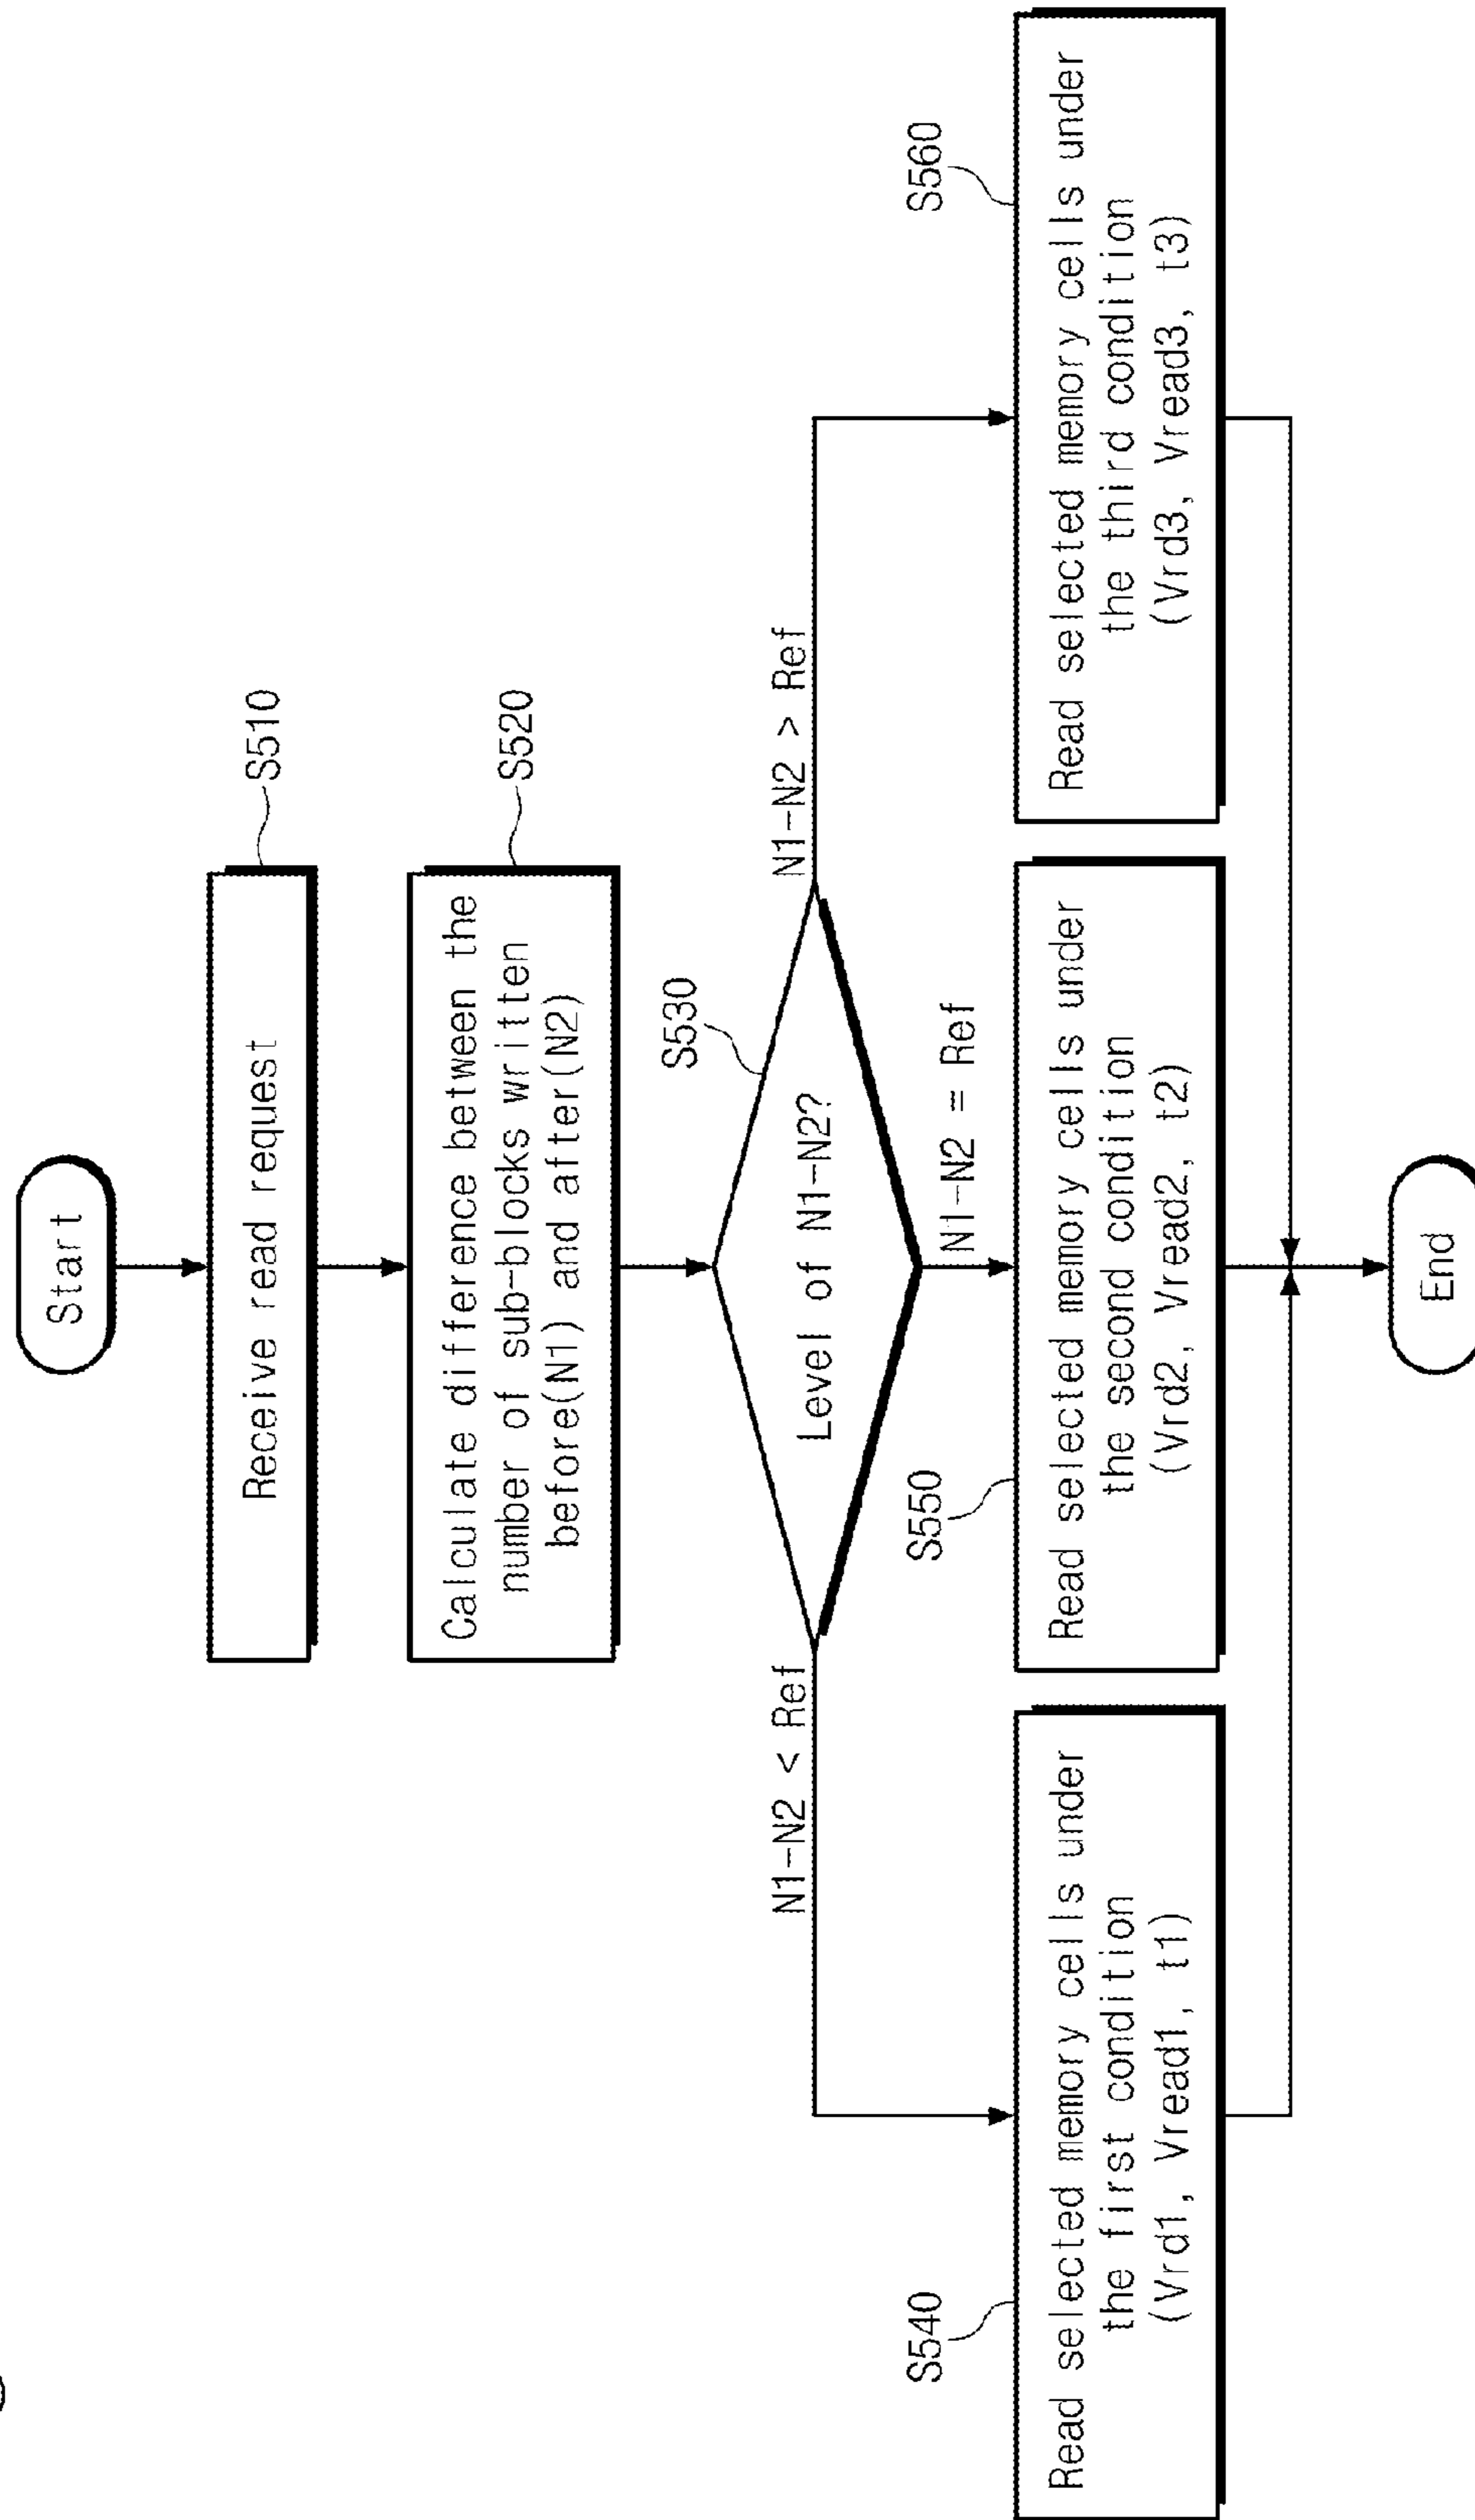 Start
Receive read request
S510
Calculate difference between the
number of sub-blocks written
before(N1) and after(N2)
S520
S530
Level of N1-N2?
N1-N2 < Ref
N1-N2 = Ref
N1-N2 > Ref
S540
Read selected memory cells under
the first condition
(Vrd1, Vread1, t1)
S550
Read selected memory cells under
the second condition
(Vrd2, Vread2, t2)
S560
Read selected memory cells under
the third condition
(Vrd3, Vread3, t3)
End